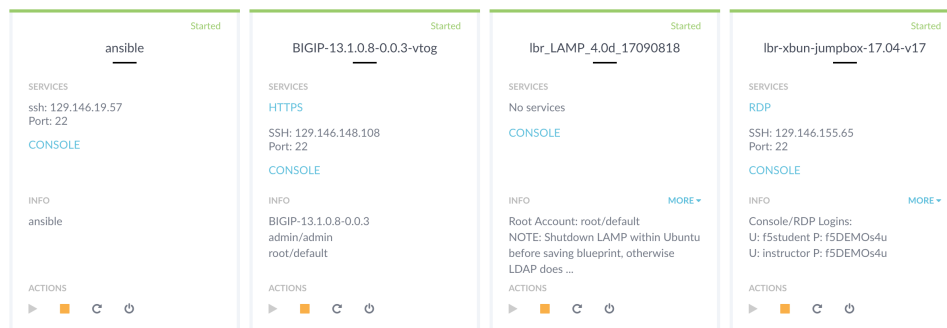 Started
ansible
SERVICES
ssh: 129.146.19.57
Port: 22
CONSOLE
INFO
ansible
ACTIONS
Started
BIGIP-13.1.0.8-0.0.3-vtog
SERVICES
HTTPS
SSH: 129.146.148.108
Port: 22
CONSOLE
INFO
BIGIP-13.1.0.8-0.0.3
admin/admin
root/default
ACTIONS
Started
lbr_LAMP_4.0d_17090818
SERVICES
No services
CONSOLE
INFO
MORE
Root Account: root/default
NOTE: Shutdown LAMP within Ubuntu
before saving blueprint, otherwise
LDAP does ...
ACTIONS
Started
lbr-xbun-jumpbox-17.04-v17
SERVICES
RDP
SSH: 129.146.155.65
Port: 22
CONSOLE
INFO
MORE
Console/RDP Logins:
U: f5student P: f5DEMOs4u
U: instructor P: f5DEMOs4u
ACTIONS